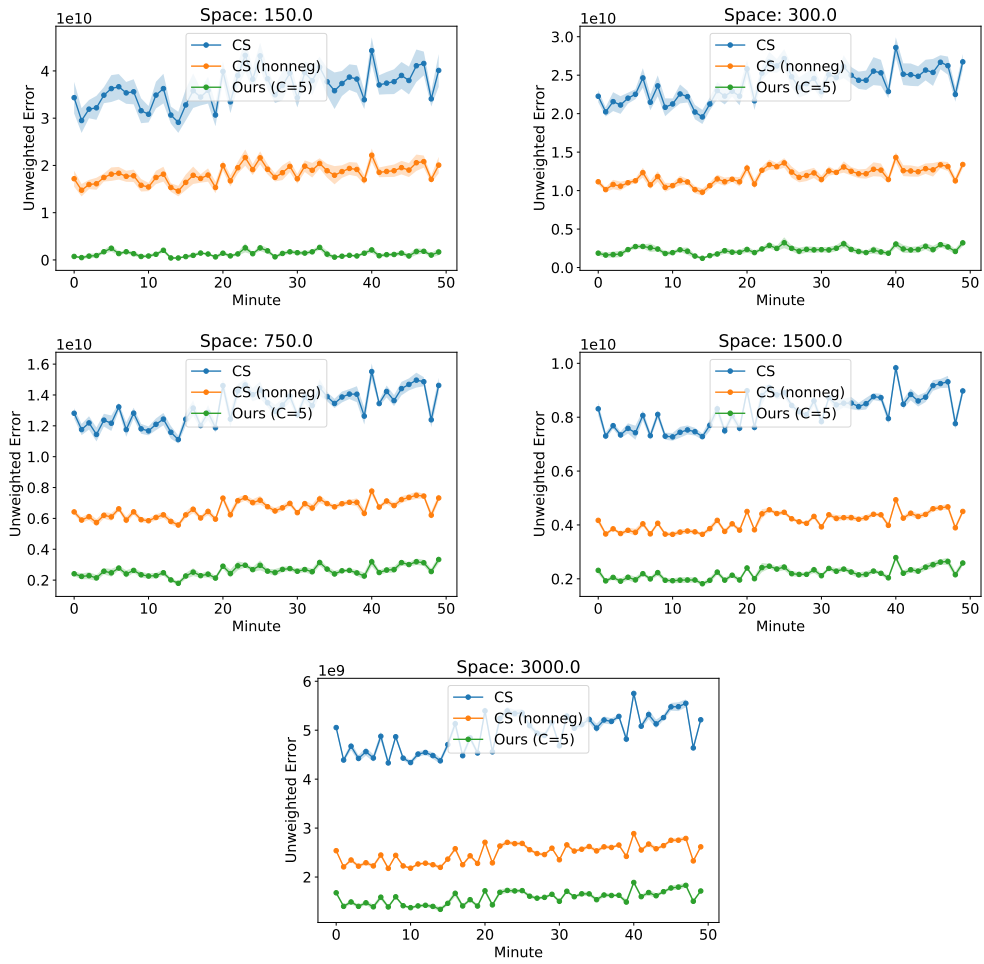 Space: 150.0
1e10
CS
CS (nonneg)
Ours (C=5)
4
3
2
1
0
Unweighted Error
0 10 20 30 40 50
Minute
Space: 300.0
1e10
CS
CS (nonneg)
Ours (C=5)
3.0
2.5
2.0
1.5
1.0
0.5
0.0
Unweighted Error
0 10 20 30 40 50
Minute
Space: 750.0
1e10
CS
CS (nonneg)
Ours (C=5)
1.6
1.4
1.2
1.0
0.8
0.6
0.4
0.2
Unweighted Error
0 10 20 30 40 50
Minute
Space: 1500.0
1e10
CS
CS (nonneg)
Ours (C=5)
1.0
0.8
0.6
0.4
0.2
Unweighted Error
0 10 20 30 40 50
Minute
Space: 3000.0
1e9
CS
CS (nonneg)
Ours (C=5)
6
5
4
3
2
Unweighted Error
0 10 20 30 40 50
Minute